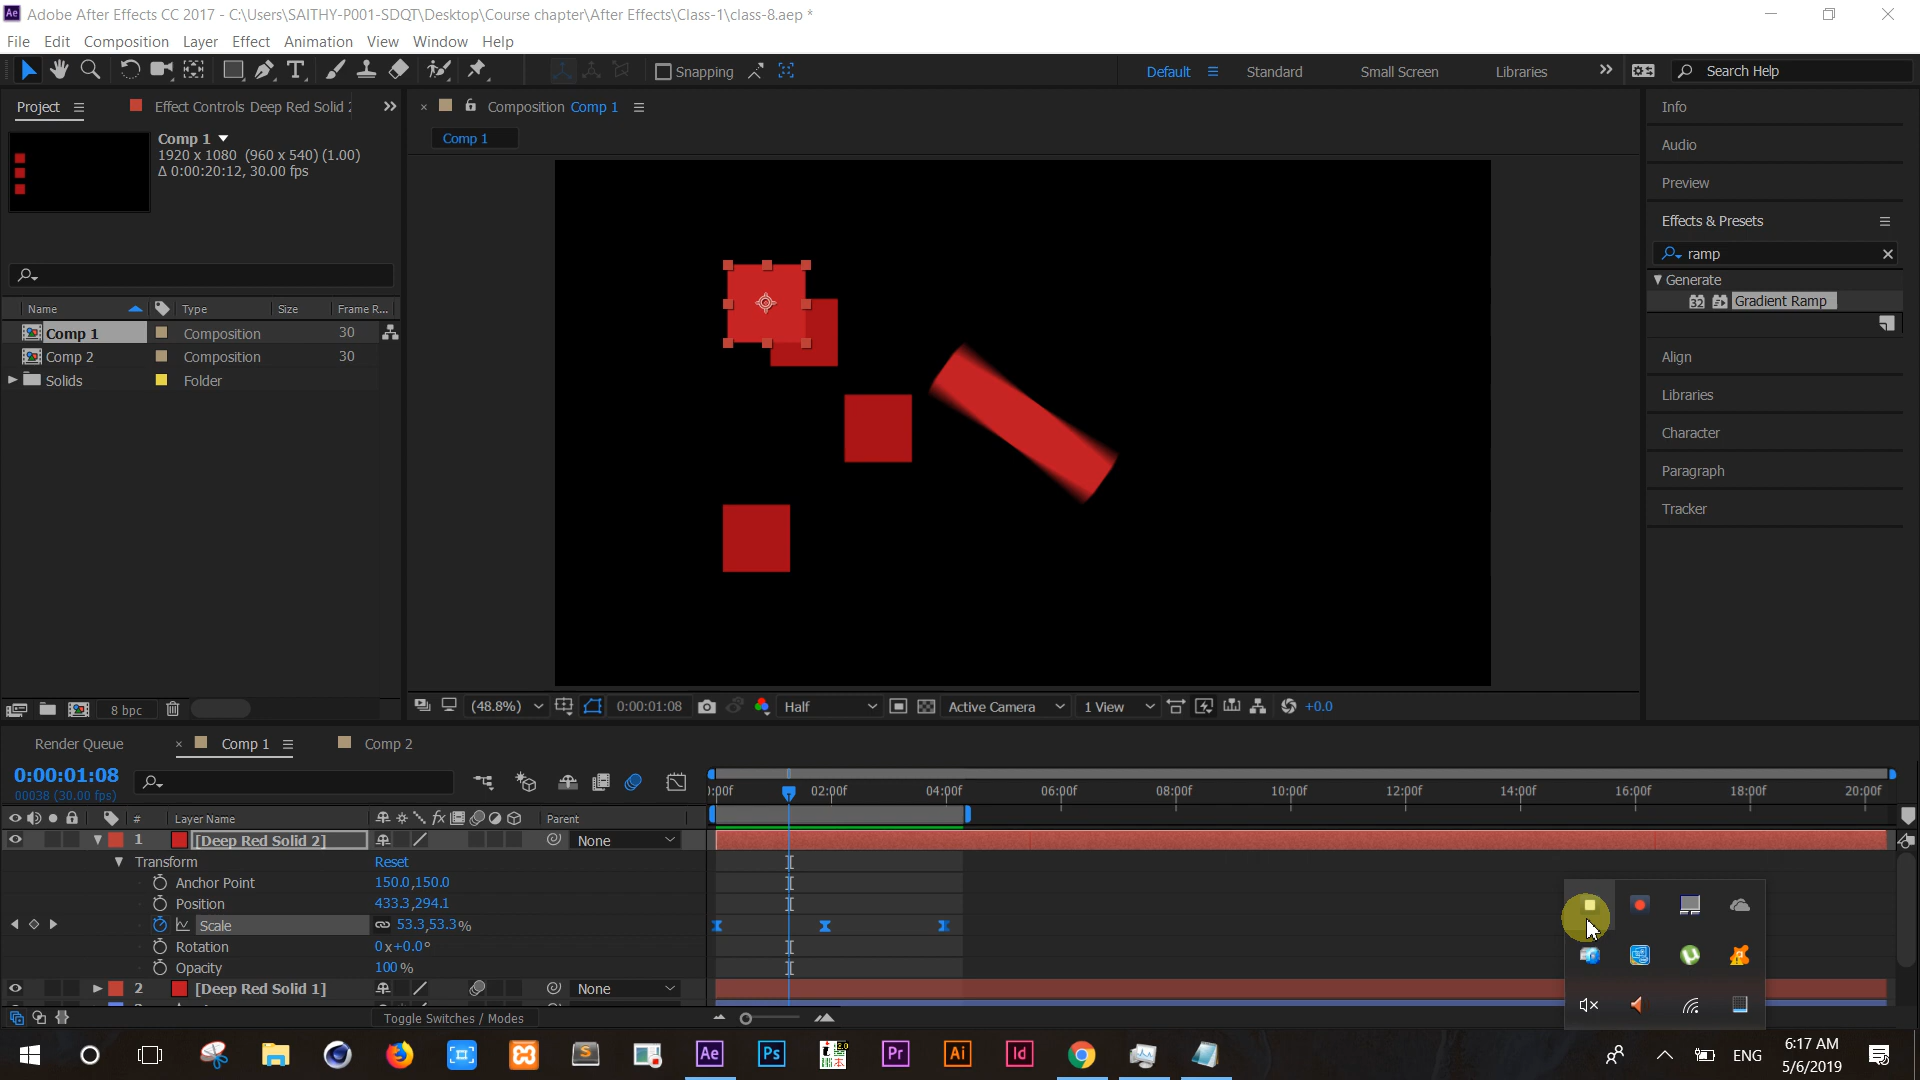 Ae Adobe After Effects CC 2017 - C:\Users\SAITHY-P001-SDQT\Desktop\Course chapter\After Effects\Class-1\class-8.aep *
File Edit Composition Layer Effect Animation View Window Help
Snapping Default Standard Small Screen Libraries Search Help
Project Effect Controls Deep Red Solid 2
Composition Comp 1
Comp 1
Comp 1
1920 x 1080 (960 x 540) (1.00)
Δ 0:00:20:12, 30.00 fps
Name Type Size Frame R...
Comp 1 Composition 30
Comp 2 Composition 30
Solids Folder
8 bpc
(48.8%) 0:00:01:08 Half Active Camera 1 View +0.0
Info
Audio
Preview
Effects & Presets
ramp
Generate
32 Gradient Ramp
Align
Libraries
Character
Paragraph
Tracker
Render Queue Comp 1 Comp 2
0:00:01:08
00038 (30.00 fps)
):00f 02:00f 04:00f 06:00f 08:00f 10:00f 12:00f 14:00f 16:00f 18:00f 20:00f
# Layer Name fx Parent
1 [Deep Red Solid 2] None
Transform Reset
Anchor Point 150.0,150.0
Position 433.3,294.1
Scale 53.3,53.3%
Rotation 0x+0.0°
Opacity 100%
2 [Deep Red Solid 1] None
Toggle Switches / Modes
Ae Ps Pr Ai Id
ENG
6:17 AM
5/6/2019